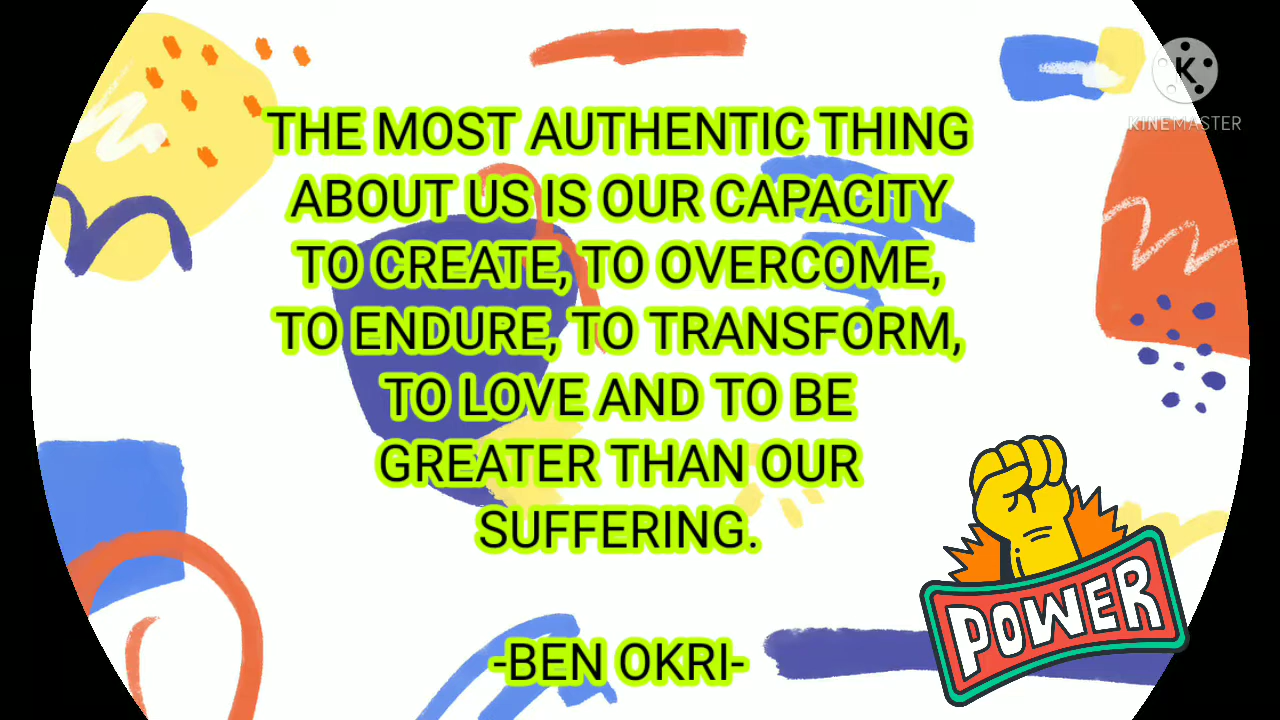 K
KINEMASTER
THE MOST AUTHENTIC THING
ABOUT US IS OUR CAPACITY
TO CREATE, TO OVERCOME,
TO ENDURE, TO TRANSFORM,
TO LOVE AND TO BE
GREATER THAN OUR
SUFFERING.
-BEN OKRI-
POWER